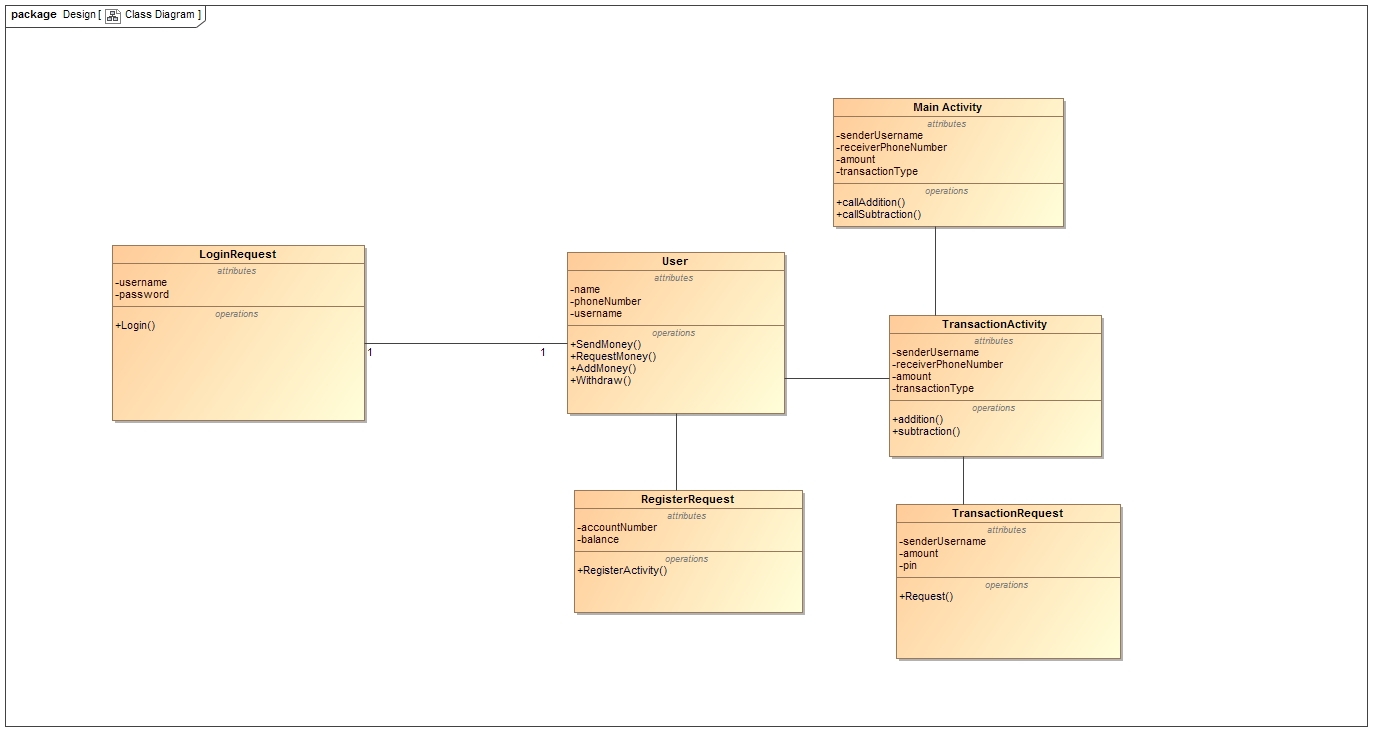 package Design [ Class Diagram ]
Main Activity
attributes
-senderUsername
-receiverPhoneNumber
-amount
-transactionType
operations
+callAddition()
+callSubtraction()
LoginRequest
attributes
-username
-password
operations
+Login()
1
1
User
attributes
-name
-phoneNumber
-username
operations
+SendMoney()
+RequestMoney()
+AddMoney()
+Withdraw()
TransactionActivity
attributes
-senderUsername
-receiverPhoneNumber
-amount
-transactionType
operations
+addition()
+subtraction()
RegisterRequest
attributes
-accountNumber
-balance
operations
+RegisterActivity()
TransactionRequest
attributes
-senderUsername
-amount
-pin
operations
+Request()